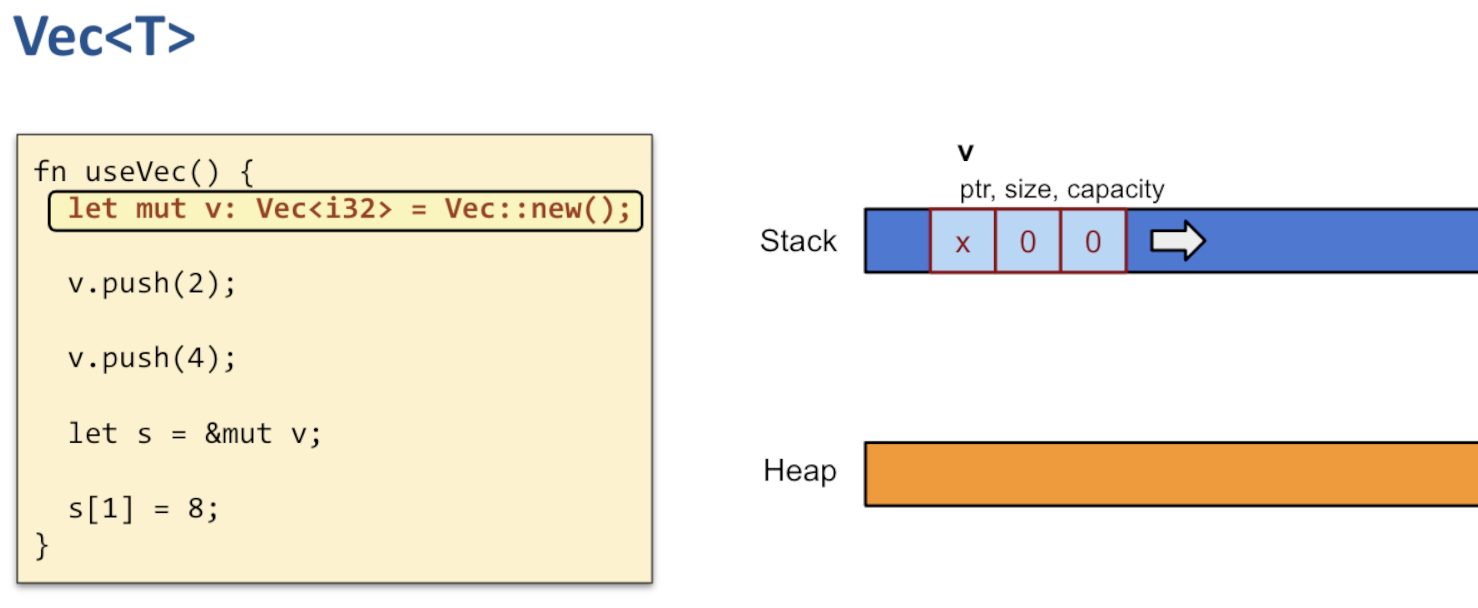 Vec<T>
fn useVec() {
let mut v: Vec<i32> = Vec::new();
v.push(2);
v.push(4);
let s = &mut v;
s[1] = 8;
}
v
ptr, size, capacity
Stack
x 0 0
Heap